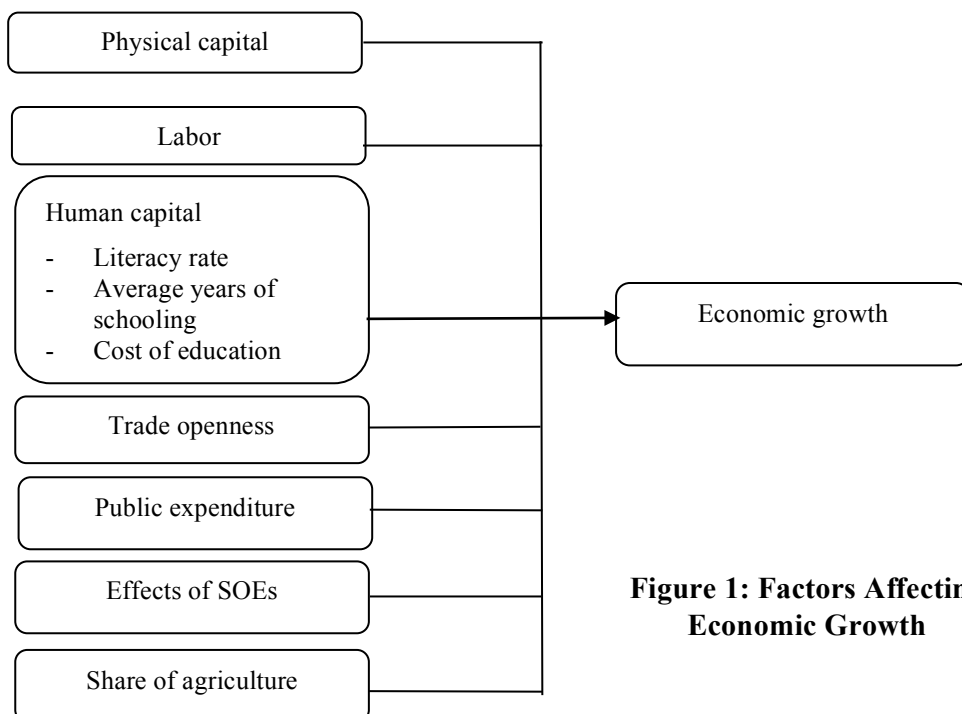 Physical capital
Labor
Human capital
- Literacy rate
- Average years of
schooling
- Cost of education
Economic growth
Trade openness
Public expenditure
Effects of SOEs
Share of agriculture
Figure 1: Factors Affectin
Economic Growth